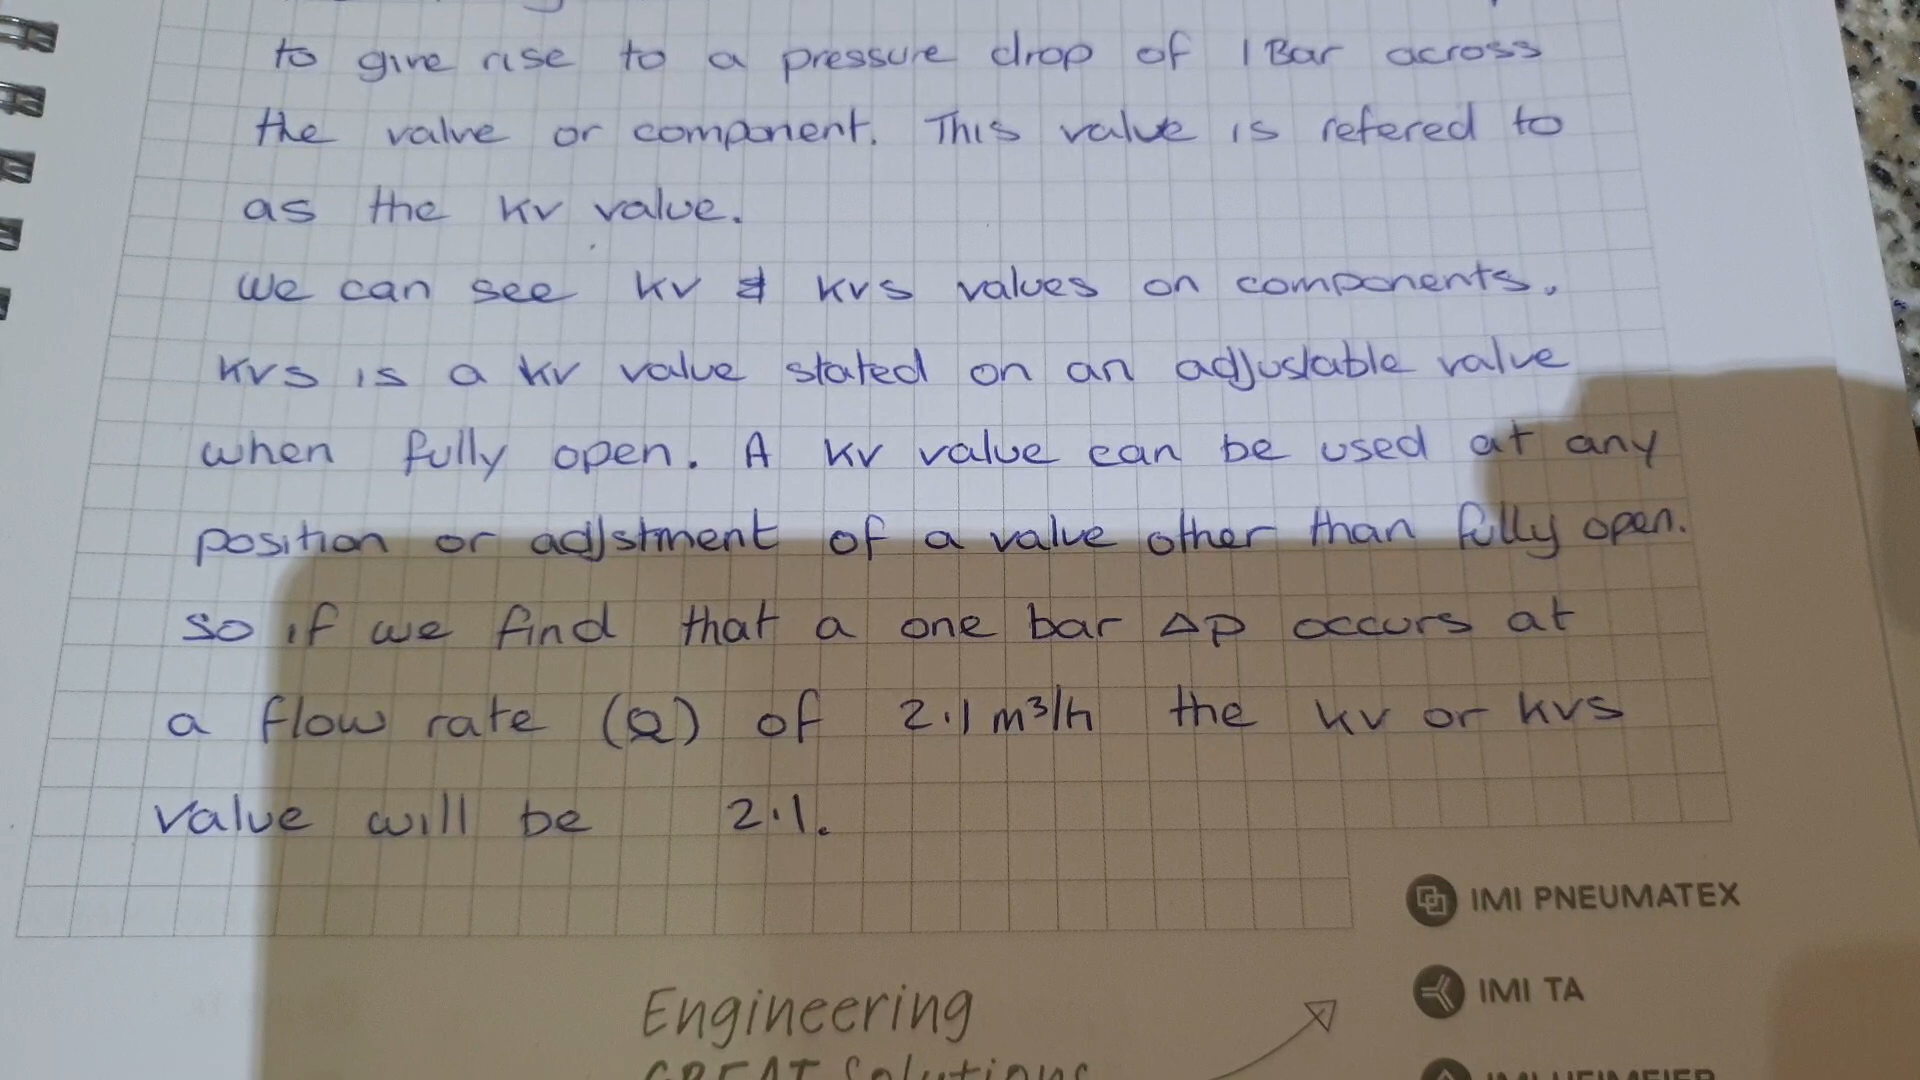 to give rise to a pressure drop of 1 Bar across
the valve or component. This value is refered to
as the kv value.
we can see kv & kvs values on components.
kvs is a kv value stated on an adjustable valve
when fully open. A kv value can be used at any
position or adjstment of a valve other than fully open.
so if we find that a one bar ΔP occurs at
a flow rate (Q) of 2.1 m³/h the kv or kvs
value will be 2.1.
IMI PNEUMATEX
IMI TA
Engineering
GREAT Solutions
IMI HEIMEIER